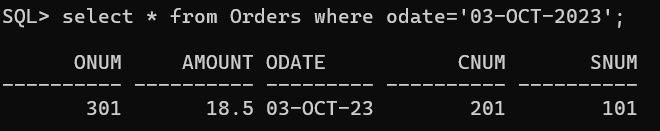 SQL> select * from Orders where odate='03-OCT-2023';
ONUM AMOUNT ODATE CNUM SNUM
---------- ---------- --------- ---------- ----------
301 18.5 03-OCT-23 201 101